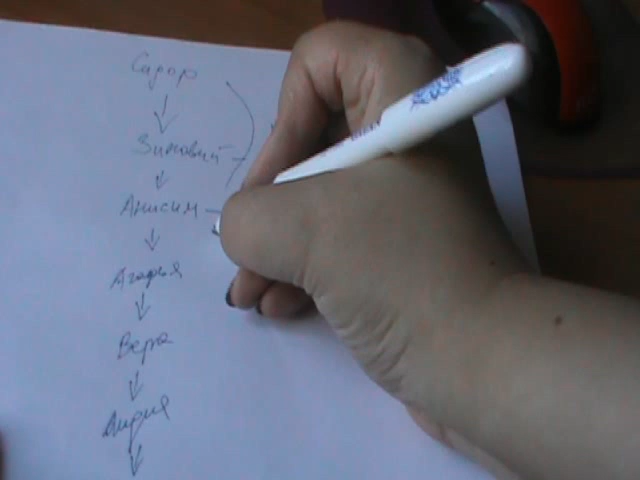 Сидор
Зиновий
Анисим
Агафья
Вера
Лидия